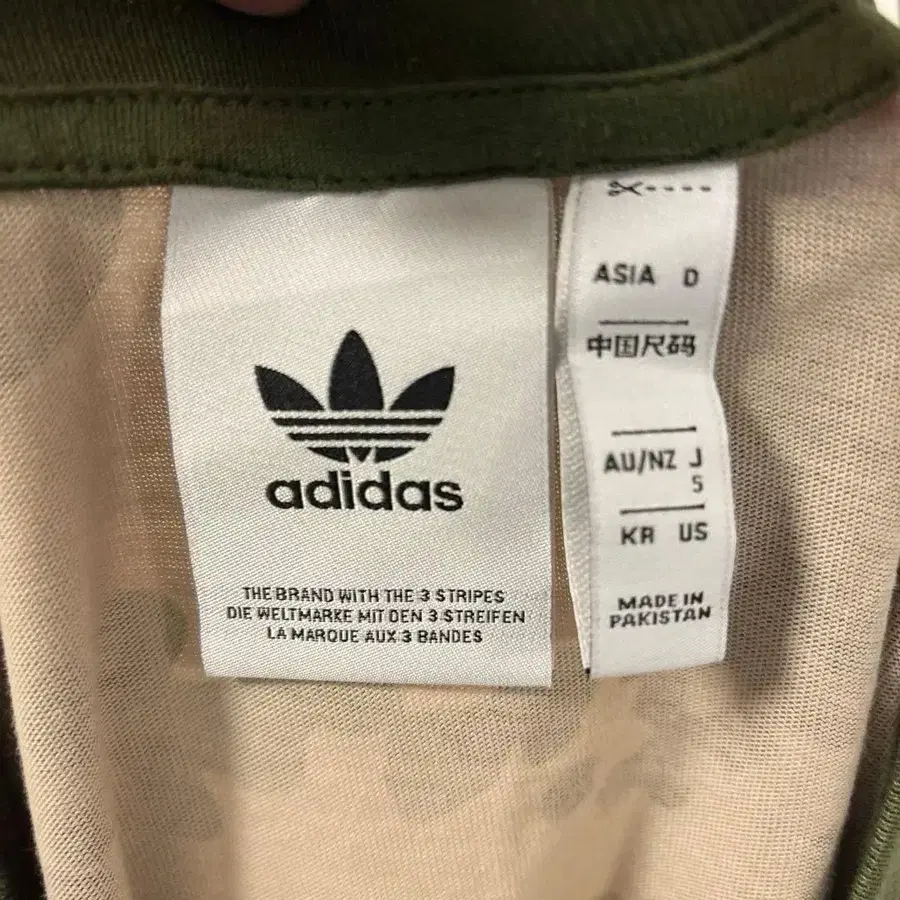 adidas
THE BRAND WITH THE 3 STRIPES
DIE WELTMARKE MIT DEN 3 STREIFEN
LA MARQUE AUX 3 BANDES
ASIA D
中国尺码
AU/NZ J
S
KR US
MADE IN
PAKISTAN